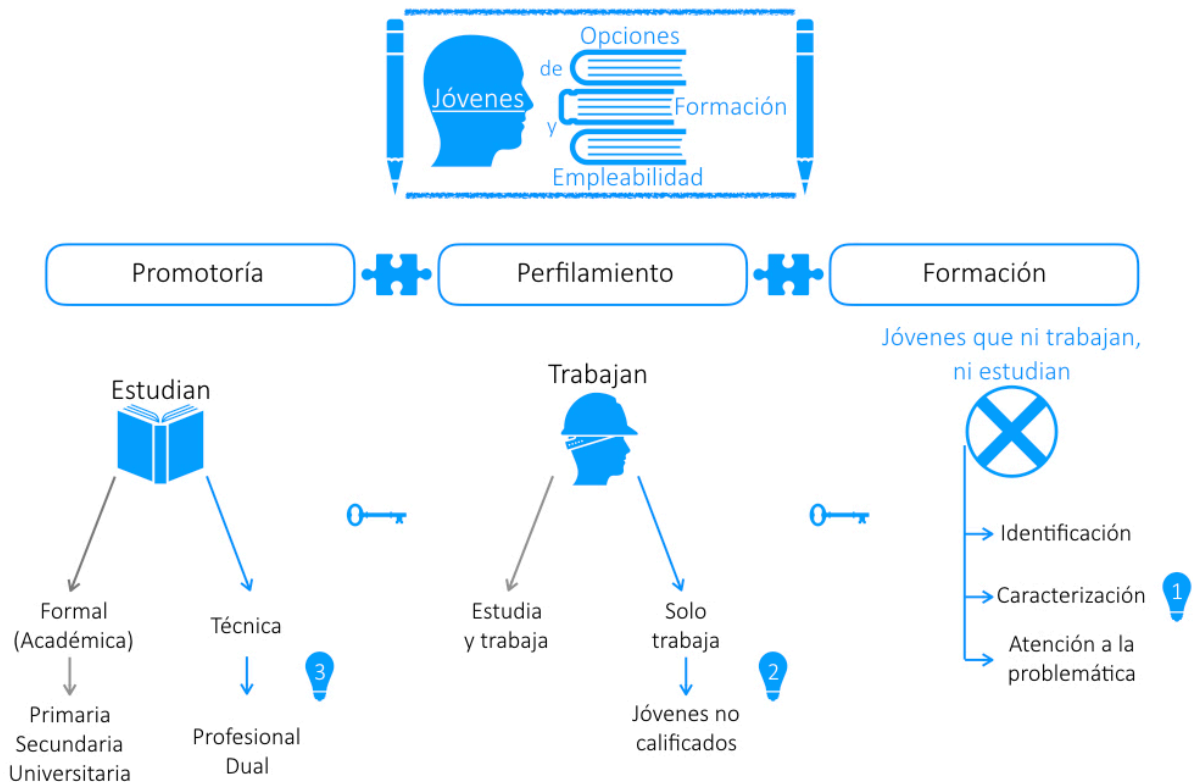 Opciones
de
Jóvenes
Formación
y
Empleabilidad
Promotoría
Perfilamiento
Formación
Estudian
Formal
(Académica)
Primaria
Secundaria
Universitaria
Técnica
3
Profesional
Dual
Trabajan
Estudia
y trabaja
Solo
trabaja
2
Jóvenes no
calificados
Jóvenes que ni trabajan,
ni estudian
Identificación
Caracterización
1
Atención a la
problemática